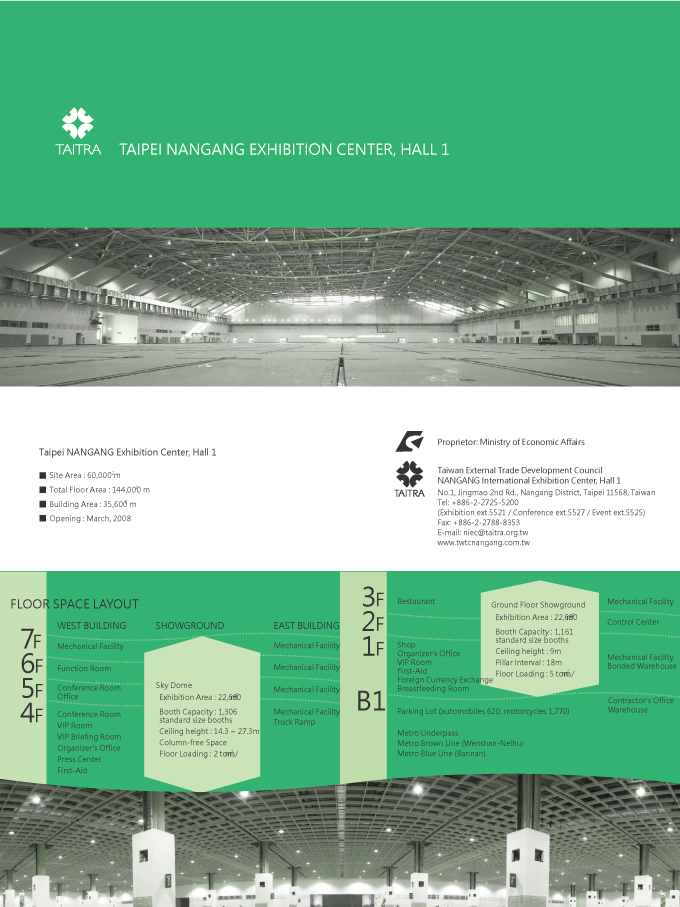 TAITRA
TAIPEI NANGANG EXHIBITION CENTER, HALL 1
Taipei NANGANG Exhibition Center, Hall 1
■ Site Area : 60,000²m
■ Total Floor Area : 144,000 m
■ Building Area : 35,600 m
■ Opening : March, 2008
Proprietor: Ministry of Economic Affairs
TAITRA
Taiwan External Trade Development Council
NANGANG International Exhibition Center, Hall 1
No.1, Jingmao 2nd Rd., Nangang District, Taipei 11568, Taiwan
Tel: +886-2-2725-5200
(Exhibition ext.5521 / Conference ext.5527 / Event ext.5525)
Fax: +886-2-2788-8353
E-mail: niec@taitra.org.tw
www.twtcnangang.com.tw
FLOOR SPACE LAYOUT
WEST BUILDING
SHOWGROUND
EAST BUILDING
7F
Mechanical Facility
Mechanical Facility
6F
Function Room
Mechanical Facility
5F
Conference Room
Office
Mechanical Facility
4F
Conference Room
VIP Room
VIP Briefing Room
Organizer's Office
Press Center
First-Aid
Mechanical Facility
Truck Ramp
Sky Dome
Exhibition Area :
Booth Capacity : 1,306
standard size booths
Ceiling height : 14.3 ~ 27.3m
Column-free Space
Floor Loading : 2
3F
Restaurant
Mechanical Facility
2F
Control Center
1F
Shop
Organizer's Office
VIP Room
First-Aid
Foreign Currency Exchange
Breastfeeding Room
Mechanical Facility
Bonded Warehouse
Ground Floor Showground
Exhibition Area :
Booth Capacity : 1,161
standard size booths
Ceiling height : 9m
Pillar Interval : 18m
Floor Loading : 5
B1
Parking Lot (automobiles 620, motorcycles 1,770)
Metro Underpass
Metro Brown Line (Wenshan-Neihu)
Metro Blue Line (Bannan)
Contractor's Office
Warehouse